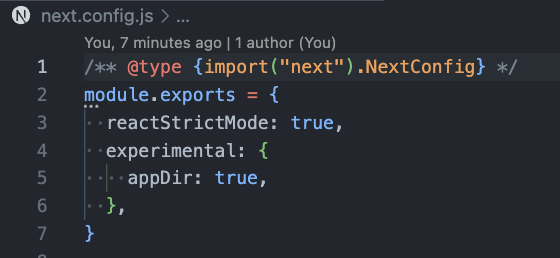 N next.config.js > ...
You, 7 minutes ago | 1 author (You)
1 /** @type {import("next").NextConfig} */
2 module.exports = {
3   reactStrictMode: true,
4   experimental: {
5     appDir: true,
6   },
7 }